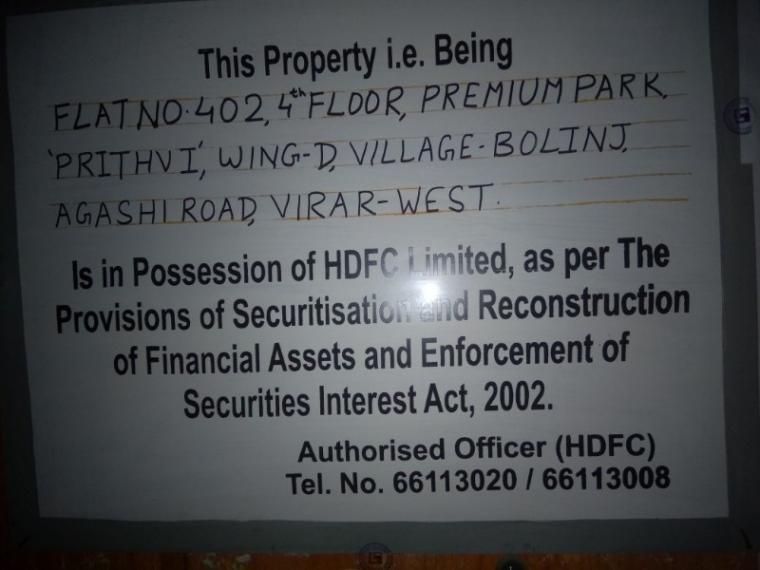 This Property i.e. Being
FLAT NO. 402, 4th FLOOR, PREMIUM PARK,
'PRITHVI', WING-D, VILLAGE-BOLINJ,
AGASHI ROAD, VIRAR-WEST.
Is in Possession of HDFC Limited, as per The
Provisions of Securitisation and Reconstruction
of Financial Assets and Enforcement of
Securities Interest Act, 2002.
Authorised Officer (HDFC)
Tel. No. 66113020 / 66113008